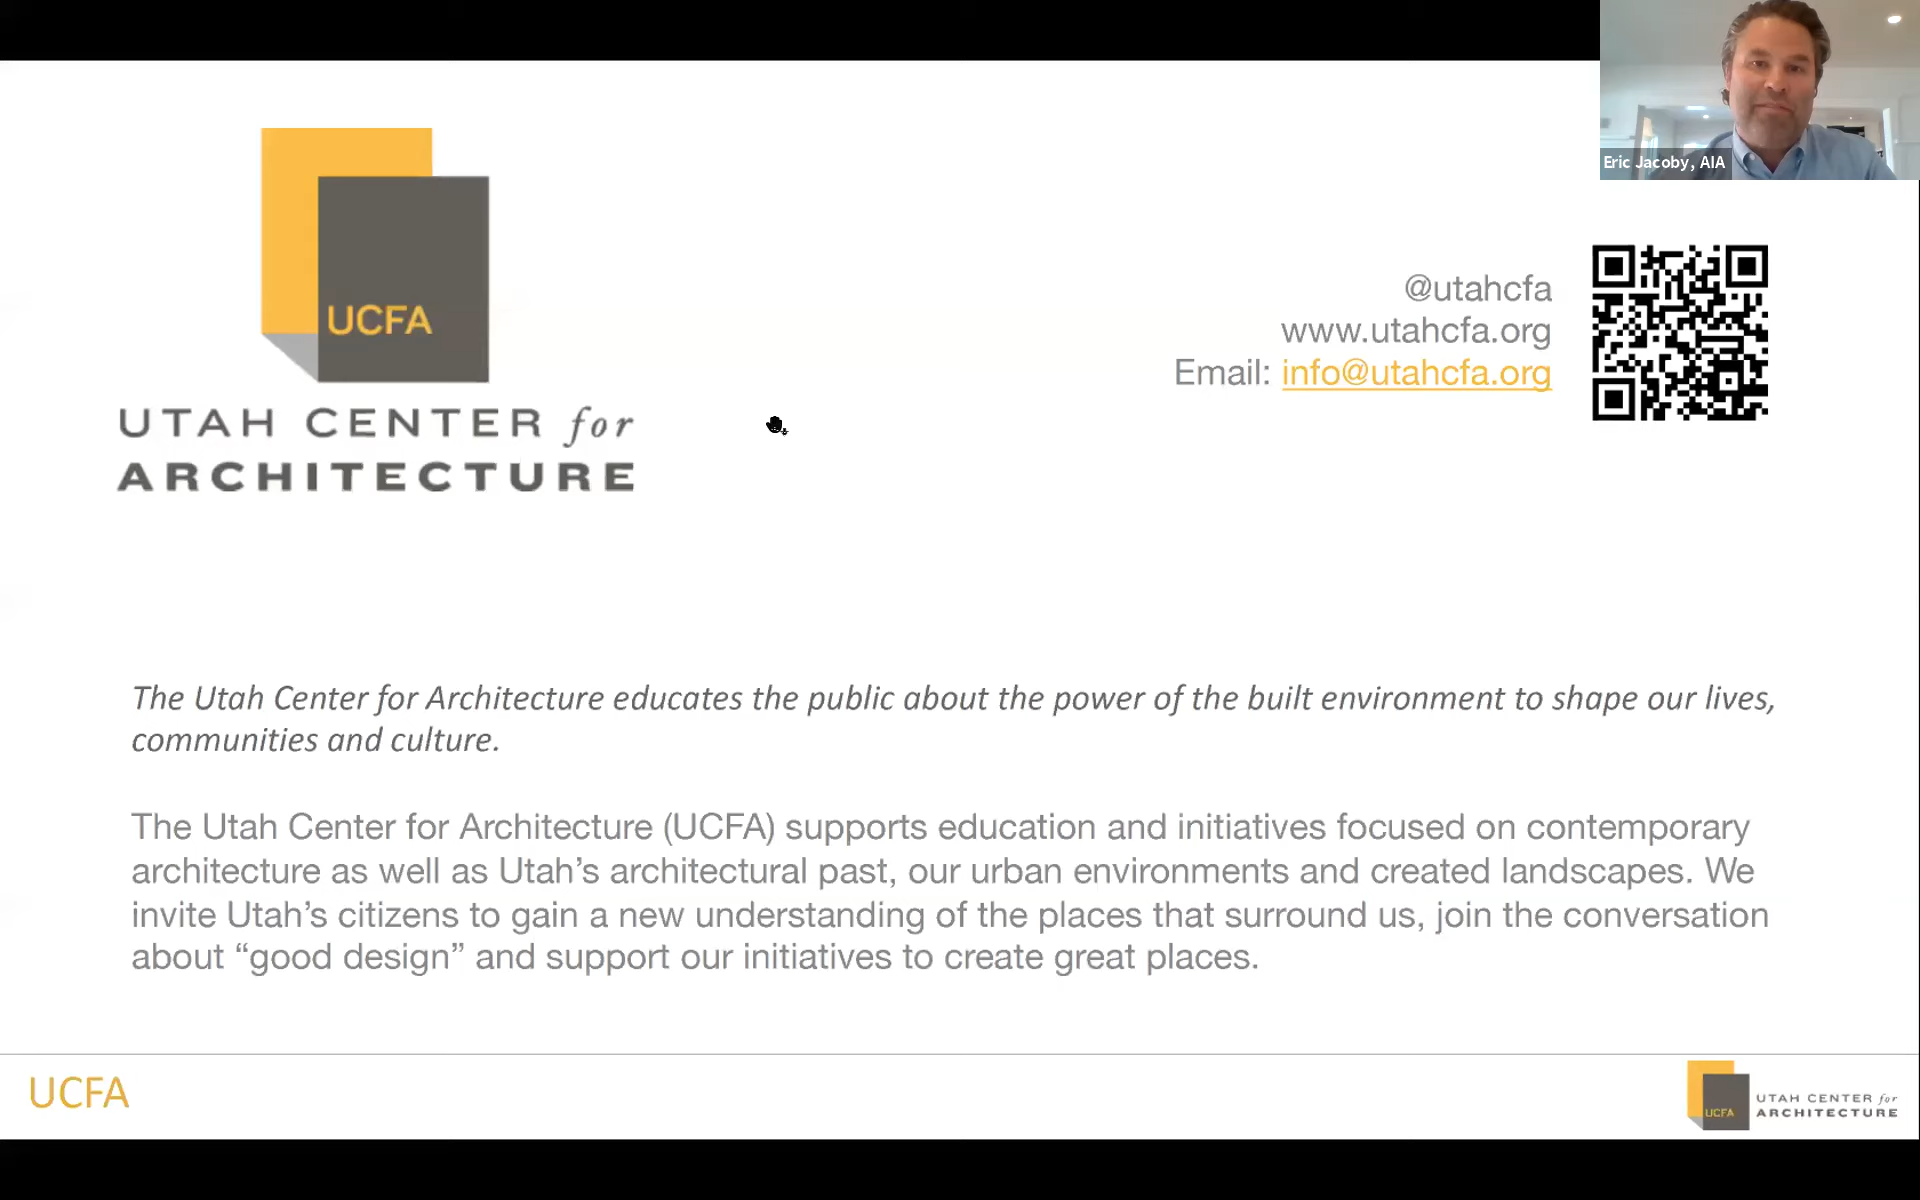 Eric Jacoby, AIA
UCFA
UTAH CENTER for
ARCHITECTURE
@utahcfa
www.utahcfa.org
Email: info@utahcfa.org
The Utah Center for Architecture educates the public about the power of the built environment to shape our lives,
communities and culture.
The Utah Center for Architecture (UCFA) supports education and initiatives focused on contemporary
architecture as well as Utah’s architectural past, our urban environments and created landscapes. We
invite Utah’s citizens to gain a new understanding of the places that surround us, join the conversation
about “good design” and support our initiatives to create great places.
UCFA
UCFA
UTAH CENTER for
ARCHITECTURE